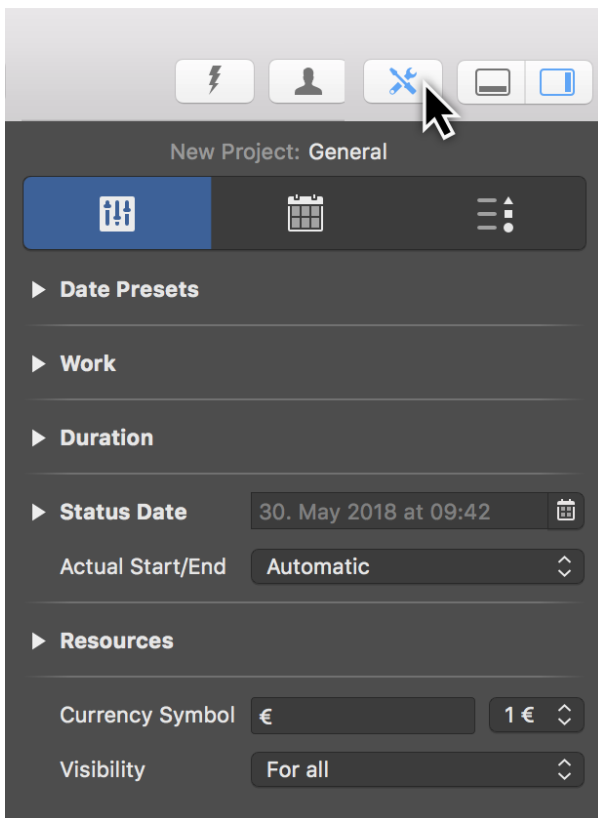 New Project: General
Date Presets
Work
Duration
Status Date 30. May 2018 at 09:42
Actual Start/End Automatic
Resources
Currency Symbol € 1 €
Visibility For all